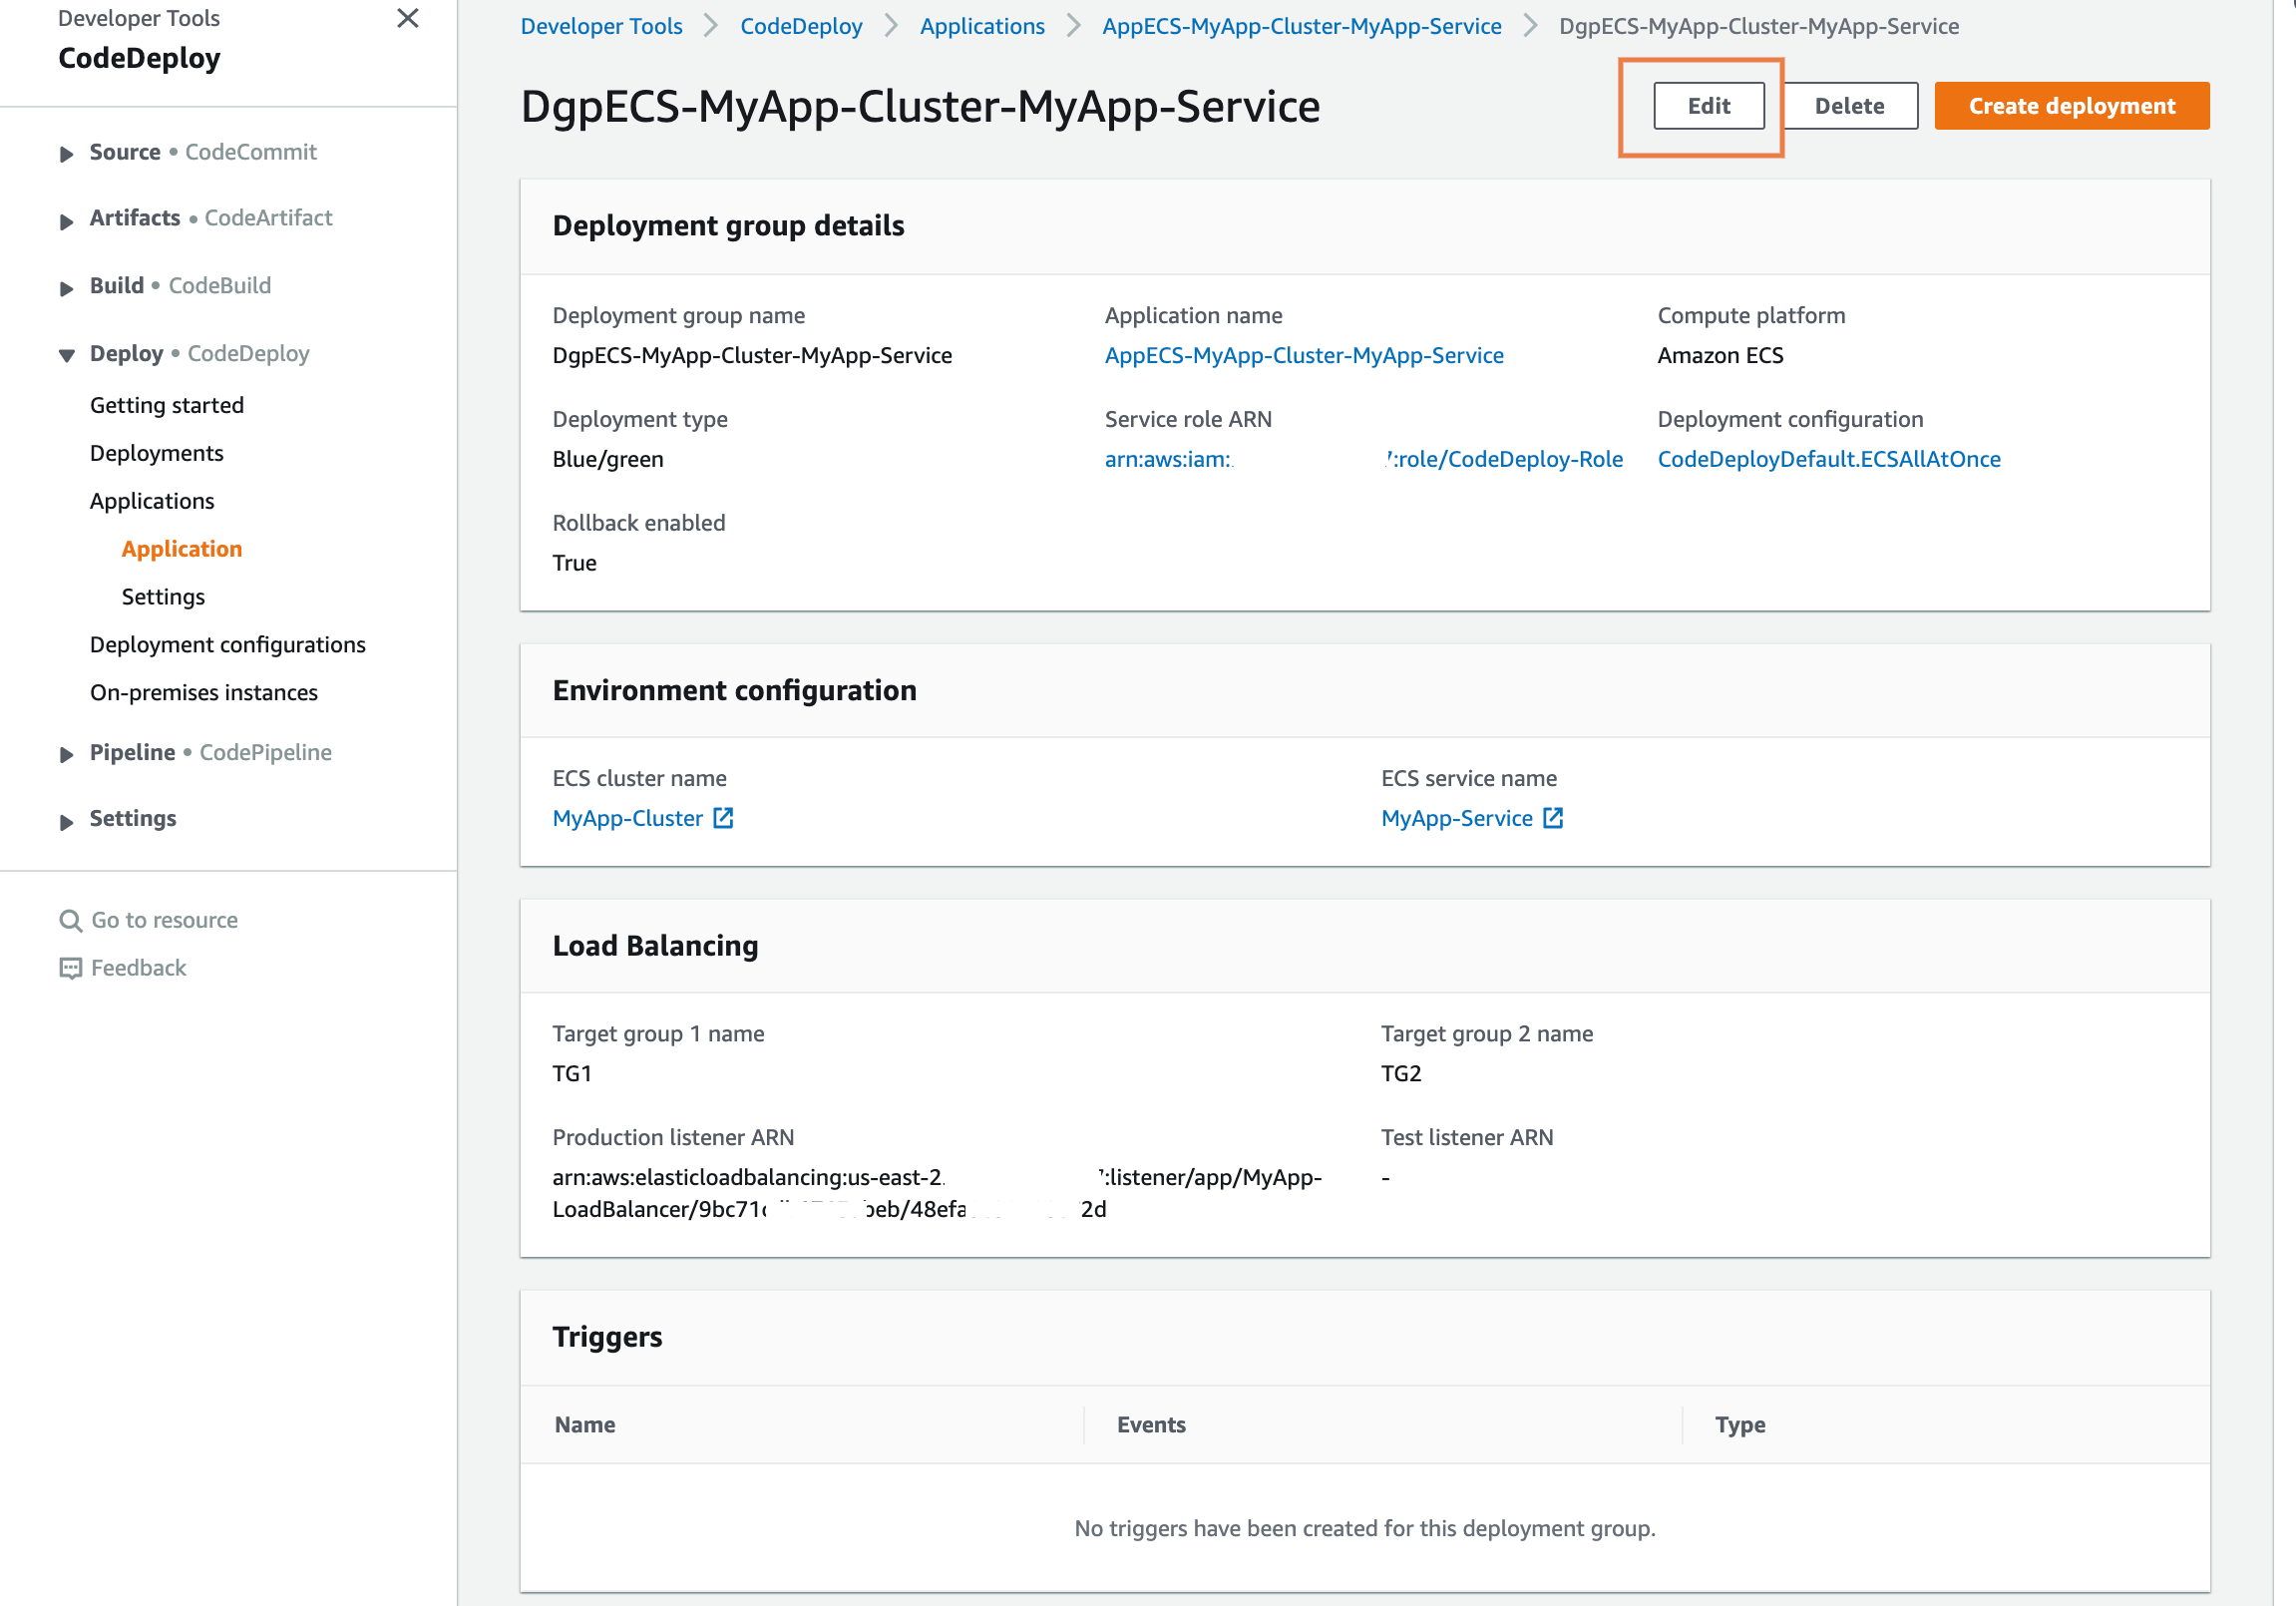 Developer Tools
CodeDeploy
Source • CodeCommit
Artifacts • CodeArtifact
Build • CodeBuild
Deploy • CodeDeploy
Getting started
Deployments
Applications
Application
Settings
Deployment configurations
On-premises instances
Pipeline • CodePipeline
Settings
Go to resource
Feedback
Developer Tools CodeDeploy Applications AppECS-MyApp-Cluster-MyApp-Service DgpECS-MyApp-Cluster-MyApp-Service
DgpECS-MyApp-Cluster-MyApp-Service Edit Delete Create deployment
Deployment group details
Deployment group name Application name Compute platform
DgpECS-MyApp-Cluster-MyApp-Service AppECS-MyApp-Cluster-MyApp-Service Amazon ECS
Deployment type Service role ARN Deployment configuration
Blue/green arn:aws:iam: :role/CodeDeploy-Role CodeDeployDefault.ECSAllAtOnce
Rollback enabled
True
Environment configuration
ECS cluster name ECS service name
MyApp-Cluster MyApp-Service
Load Balancing
Target group 1 name Target group 2 name
TG1 TG2
Production listener ARN Test listener ARN
arn:aws:elasticloadbalancing:us-east-2 :listener/app/MyApp- -
LoadBalancer/9bc71 beb/48efa 2d
Triggers
Name Events Type
No triggers have been created for this deployment group.